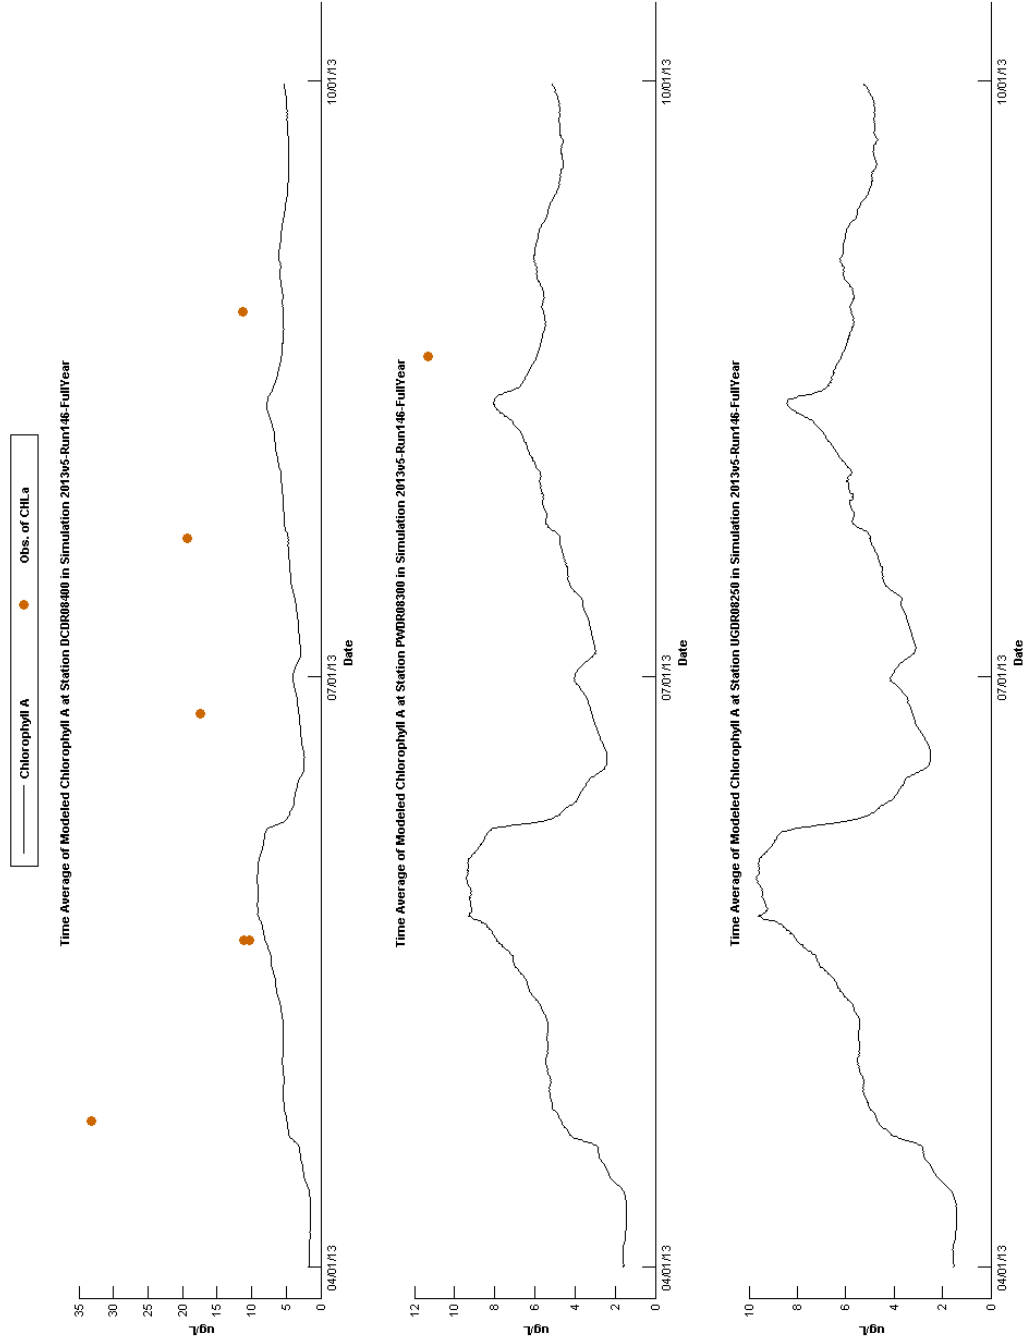 Chlorophyll A Obs. of CHLa
Time Average of Modeled Chlorophyll A at Station DCDR08400 in Simulation 2013v5-Run146-FullYear
35
30
25
20
15
10
5
0
ug/L
04/01/13 07/01/13 10/01/13
Date
Time Average of Modeled Chlorophyll A at Station PWDR08300 in Simulation 2013v5-Run146-FullYear
12
10
8
6
4
2
0
ug/L
04/01/13 07/01/13 10/01/13
Date
Time Average of Modeled Chlorophyll A at Station UGDR08250 in Simulation 2013v5-Run146-FullYear
10
8
6
4
2
0
ug/L
04/01/13 07/01/13 10/01/13
Date